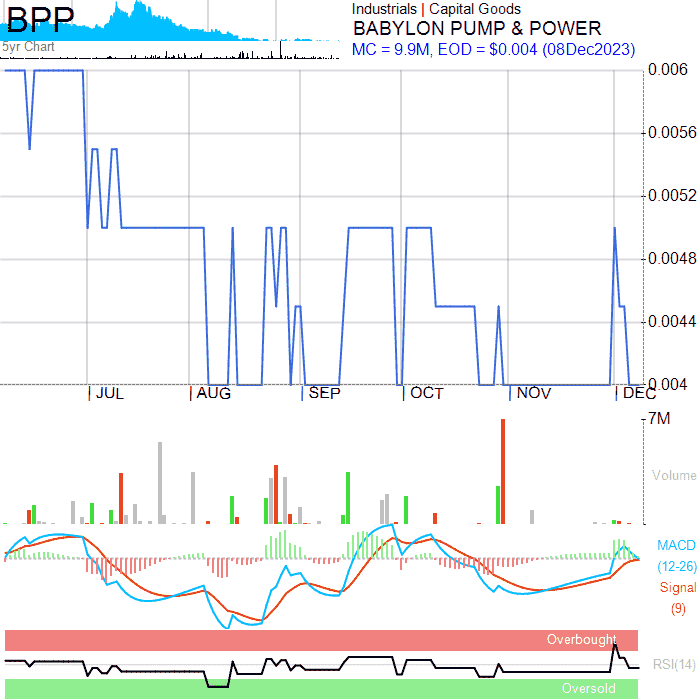 BPP
5yr Chart
Industrials | Capital Goods
BABYLON PUMP & POWER
MC = 9.9M, EOD = $0.004 (08Dec2023)
0.006
0.0056
0.0052
0.0048
0.0044
0.004
JUL AUG SEP OCT NOV DEC
7M
Volume
MACD
(12-26)
Signal
(9)
Overbought
RSI(14)
Oversold